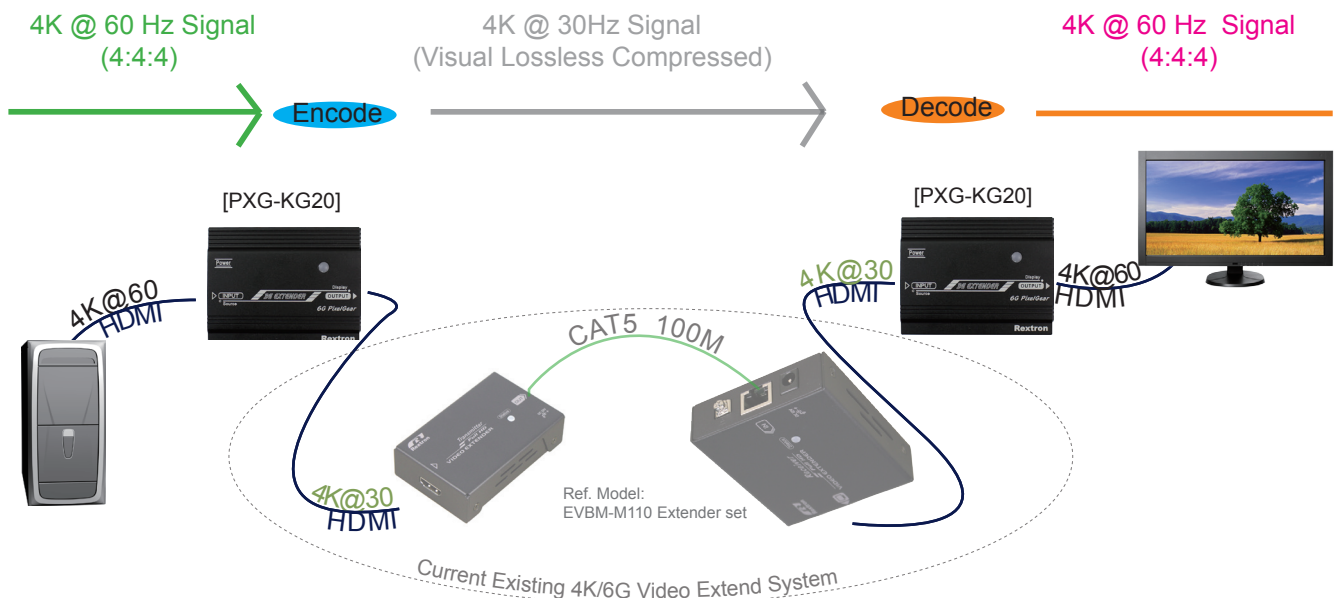 4K @ 60 Hz Signal
(4:4:4)
4K @ 30Hz Signal
(Visual Lossless Compressed)
4K @ 60 Hz Signal
(4:4:4)
Encode
Decode
[PXG-KG20]
[PXG-KG20]
Power
INPUT
Source
Display
OUTPUT
6G PixelGear
Rextron
Power
INPUT
Source
Display
OUTPUT
6G PixelGear
Rextron
4K@60
HDMI
4K@30
HDMI
4K@60
HDMI
CAT5 100M
Rextron
Transmitter
VIDEO EXTENDER
4K@30
HDMI
Ref. Model:
EVBM-M110 Extender set
Current Existing 4K/6G Video Extend System